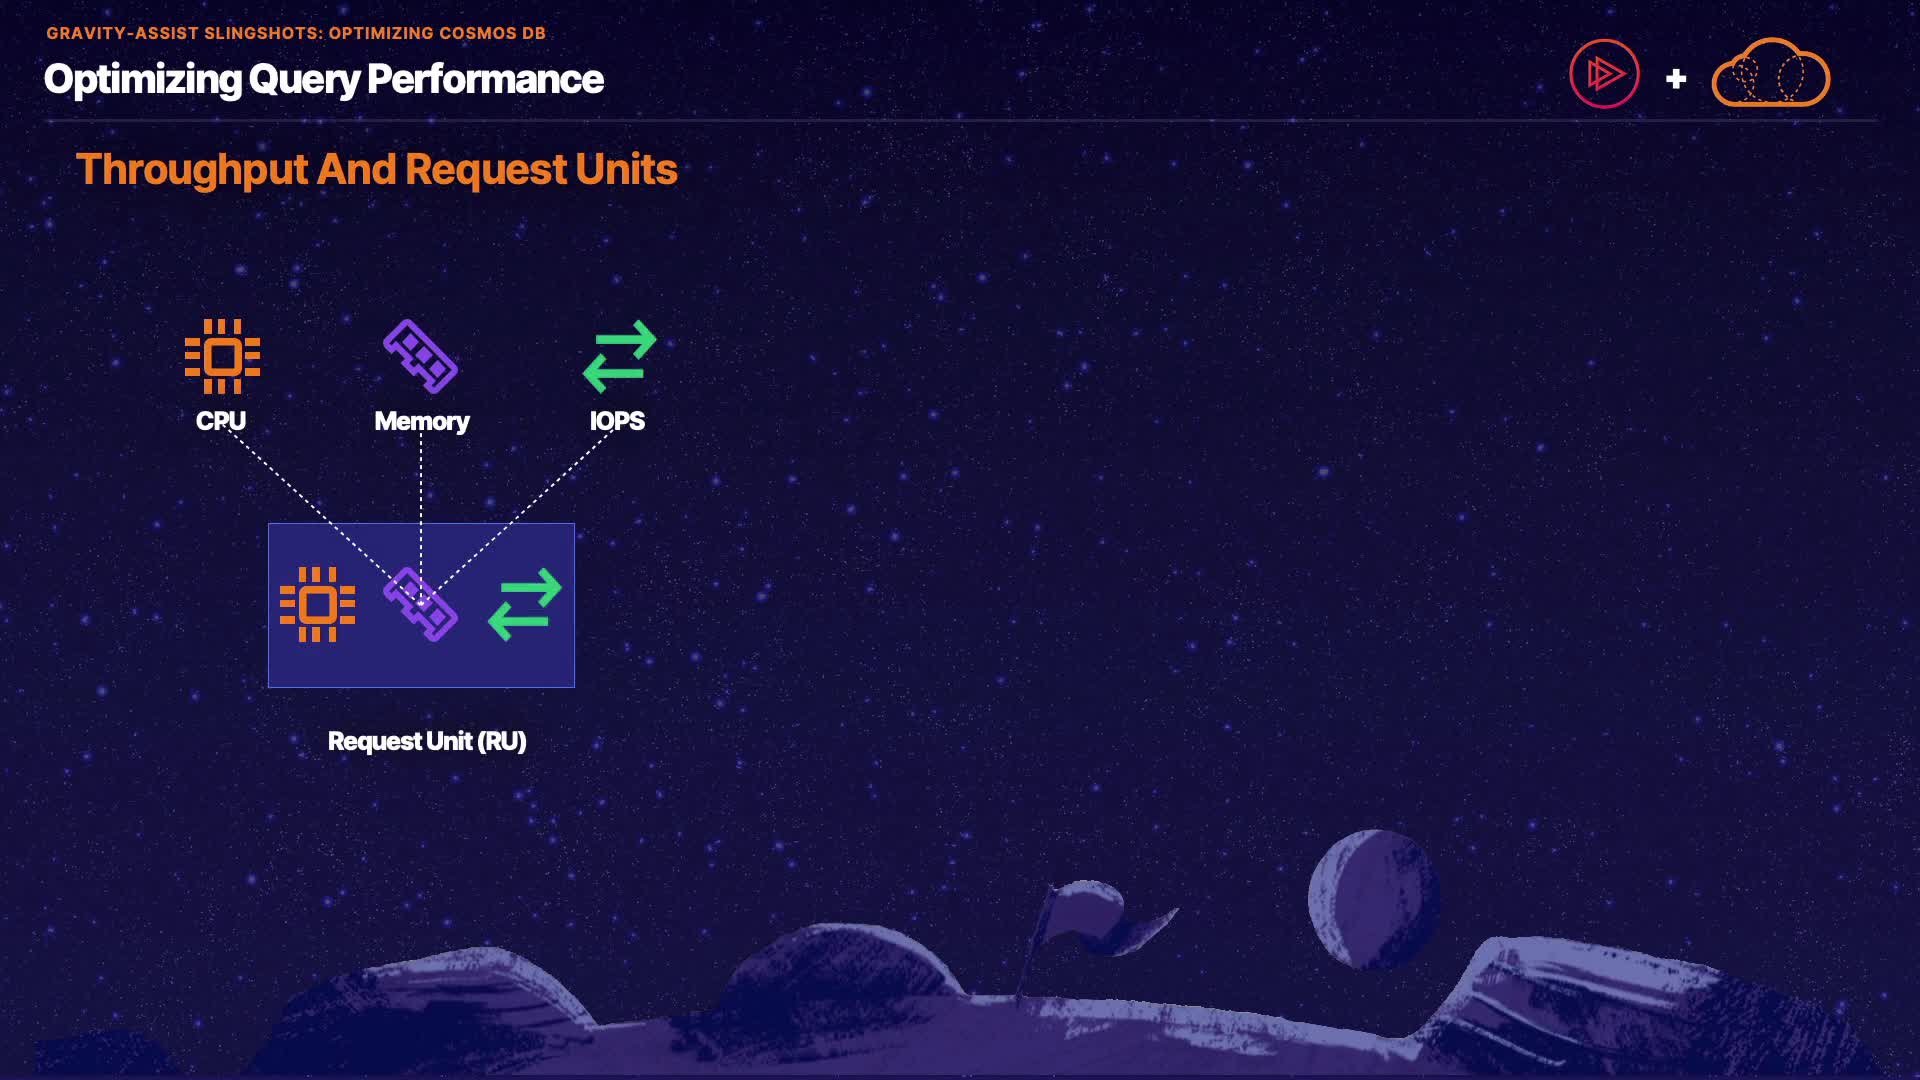 GRAVITY-ASSIST SLINGSHOTS: OPTIMIZING COSMOS DB
Optimizing Query Performance
+
Throughput And Request Units
CPU
Memory
IOPS
Request Unit (RU)